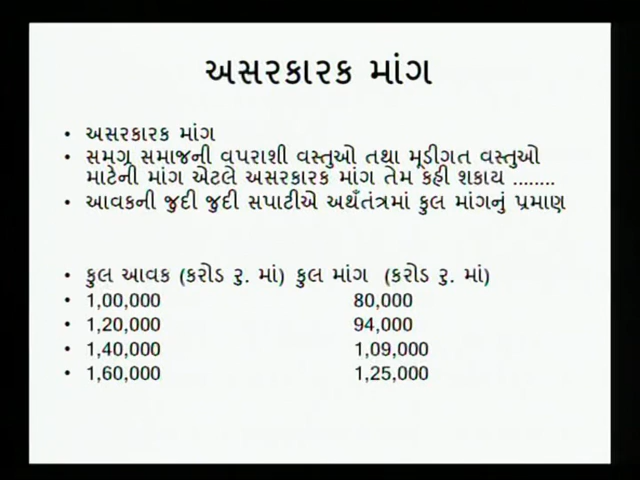 અસરકારક માંગ
• અસરકારક માંગ
• સમગ્ર સમાજની વપરાશી વસ્તુઓ તથા મૂડીગત વસ્તુઓ
માટેની માંગ એટલે અસરકારક માંગ તેમ કહી શકાય ........
• આવકની જુદી જુદી સપાટીએ અર્થતંત્રમાં કુલ માંગનું પ્રમાણ
• કુલ આવક (કરોડ રુ. માં) કુલ માંગ (કરોડ રુ. માં)
• 1,00,000 80,000
• 1,20,000 94,000
• 1,40,000 1,09,000
• 1,60,000 1,25,000